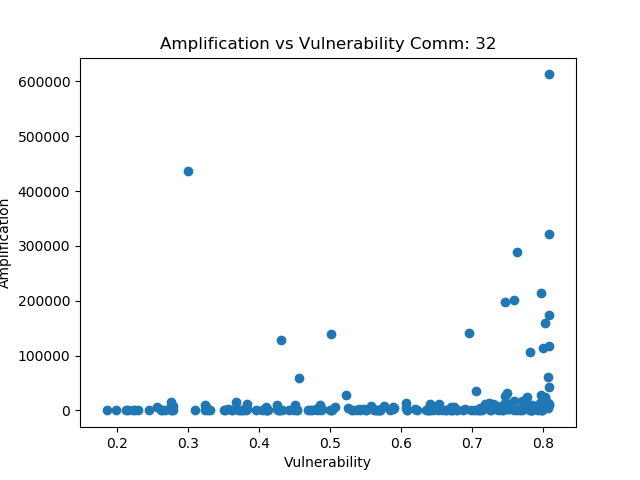 Amplification vs Vulnerability Comm: 32
600000
500000
400000
300000
200000
100000
0
Amplification
0.2 0.3 0.4 0.5 0.6 0.7 0.8
Vulnerability